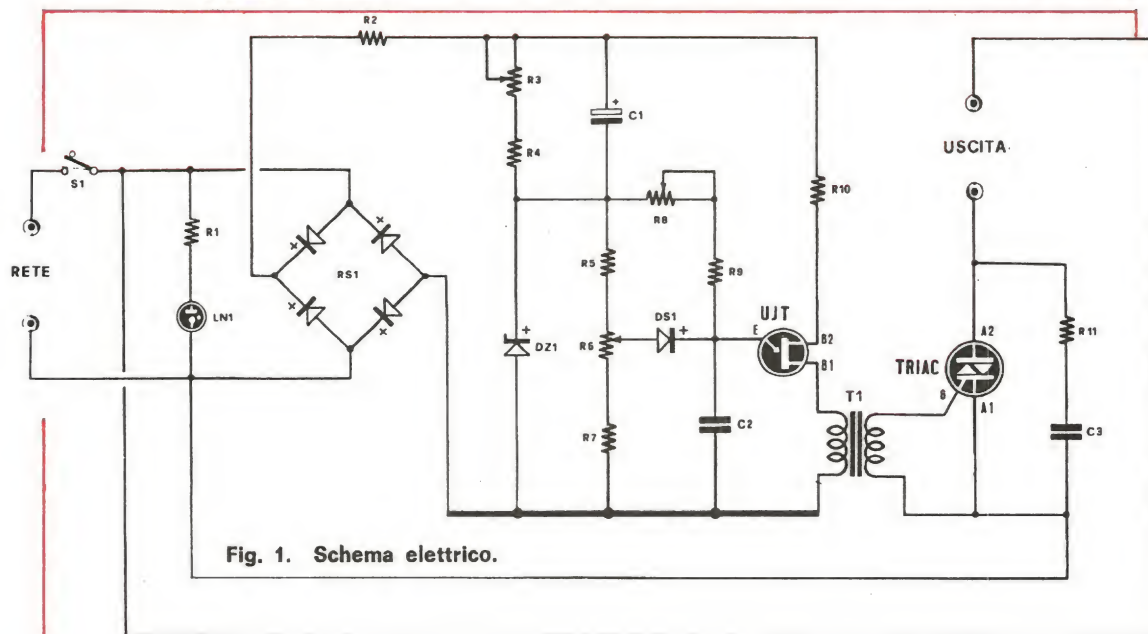 R2
R3
+
C1
R4
S1
USCITA
R10
R8
R1
RETE
RS1
R5
R9
R11
UJT
LN1
DS1
+
E
B2
A2
+
DZ1
R6
TRIAC
B1
G
A1
T1
C3
C2
R7
Fig. 1. Schema elettrico.